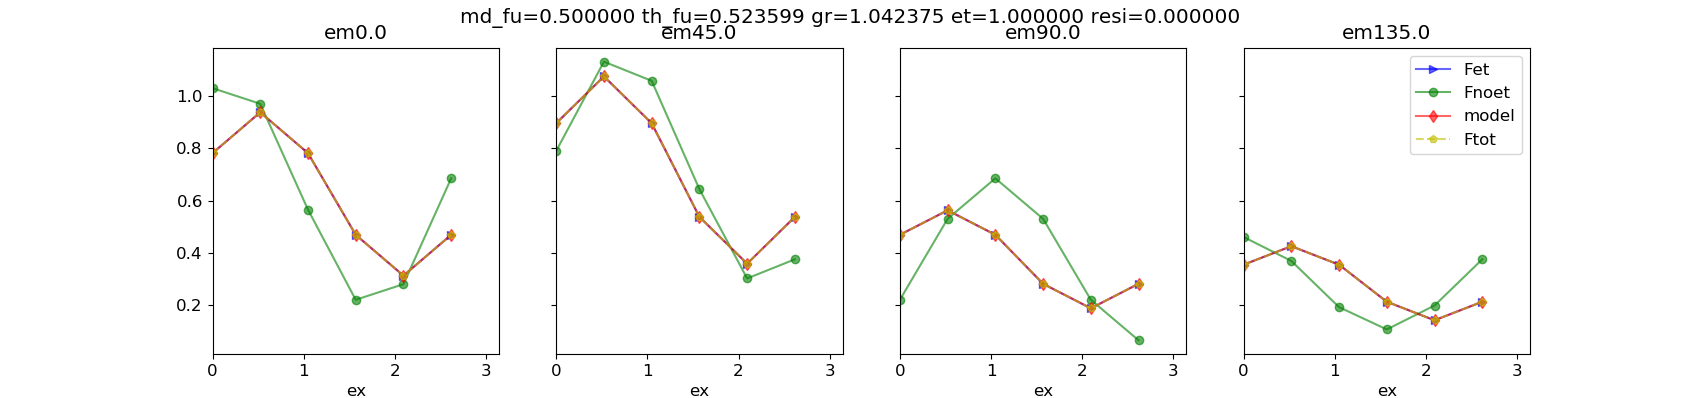 md_fu=0.500000 th_fu=0.523599 gr=1.042375 et=1.000000 resi=0.000000
em0.0 em45.0 em90.0 em135.0
1.0
0.8
0.6
0.4
0.2
Fet
Fnoet
model
Ftot
0 1 2 3 0 1 2 3 0 1 2 3 0 1 2 3
ex ex ex ex